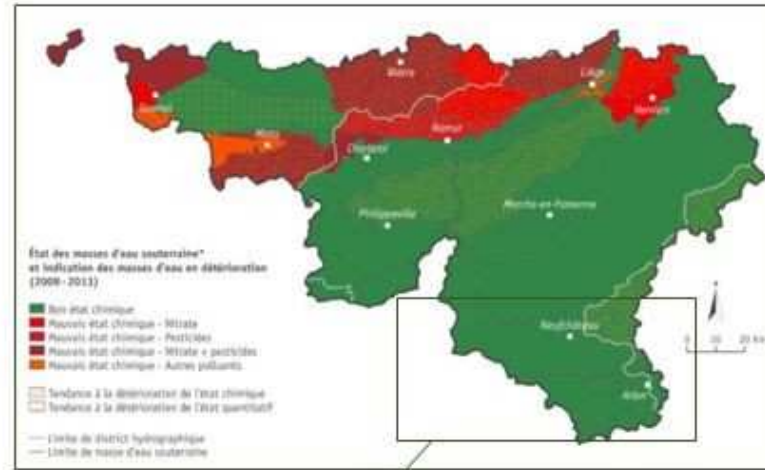 Wavre
Liège
Tournai
Verviers
Mons
Namur
Charleroi
Marche-en-Famenne
Philippeville
État des masses d'eau souterraine*
et indication des masses d'eau en détérioration
(2008-2013)
Bon état chimique
Mauvais état chimique - Nitrate
Mauvais état chimique - Pesticides
Mauvais état chimique - Nitrate + pesticides
Mauvais état chimique - Autres polluants
Tendance à la détérioration de l'état chimique
Tendance à la détérioration de l'état quantitatif
Limite de district hydrographique
Limite de masse d'eau souterraine
Neufchâteau
0 10 20 km
Arlon